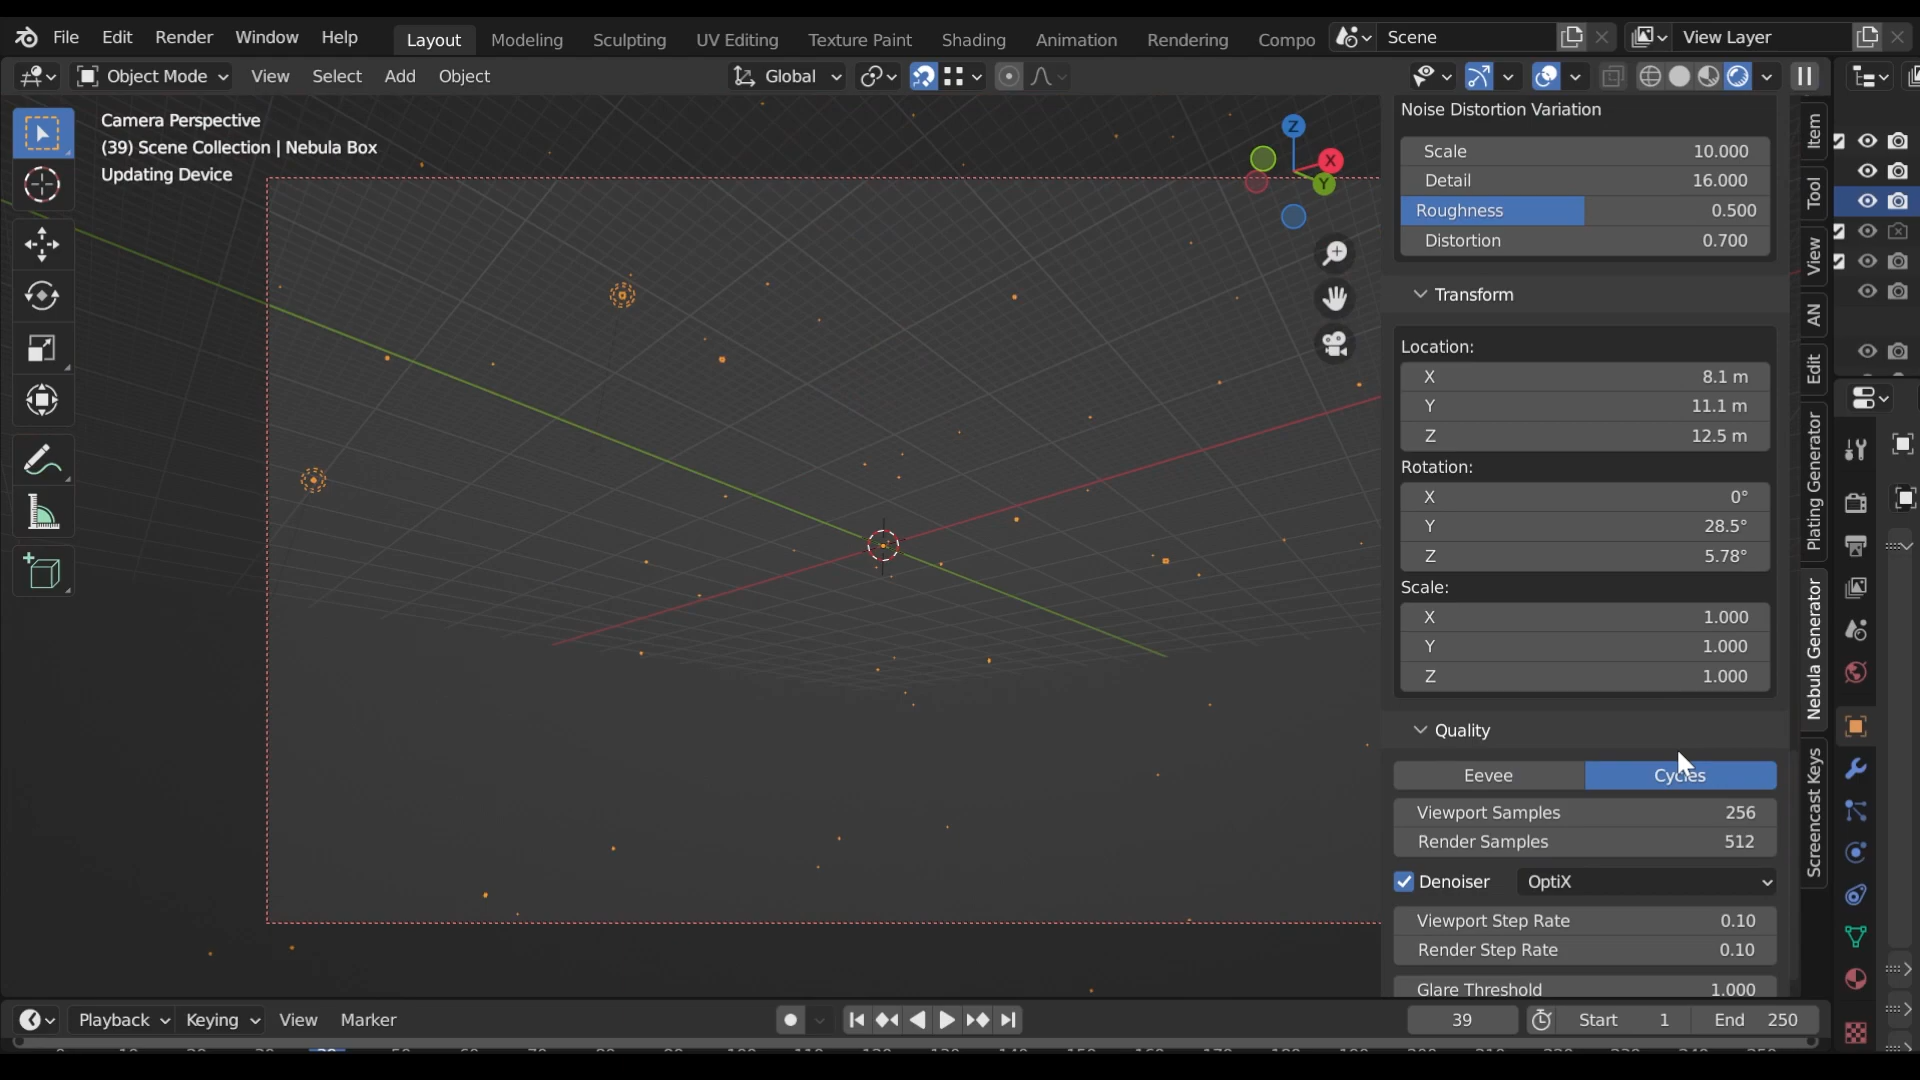 File Edit Render Window Help Layout Modeling Sculpting UV Editing Texture Paint Shading Animation Rendering Compo Scene View Layer
Object Mode View Select Add Object Global
Camera Perspective
(39) Scene Collection | Nebula Box
Updating Device
Z
X
Y
Noise Distortion Variation
Scale 10.000
Detail 16.000
Roughness 0.500
Distortion 0.700
Transform
Location:
X 8.1 m
Y 11.1 m
Z 12.5 m
Rotation:
X 0°
Y 28.5°
Z 5.78°
Scale:
X 1.000
Y 1.000
Z 1.000
Quality
Eevee Cycles
Viewport Samples 256
Render Samples 512
Denoiser OptiX
Viewport Step Rate 0.10
Render Step Rate 0.10
Glare Threshold 1.000
Item
Tool
View
AN
Edit
Plating Generator
Nebula Generator
Screencast Keys
Playback Keying View Marker 39 Start 1 End 250